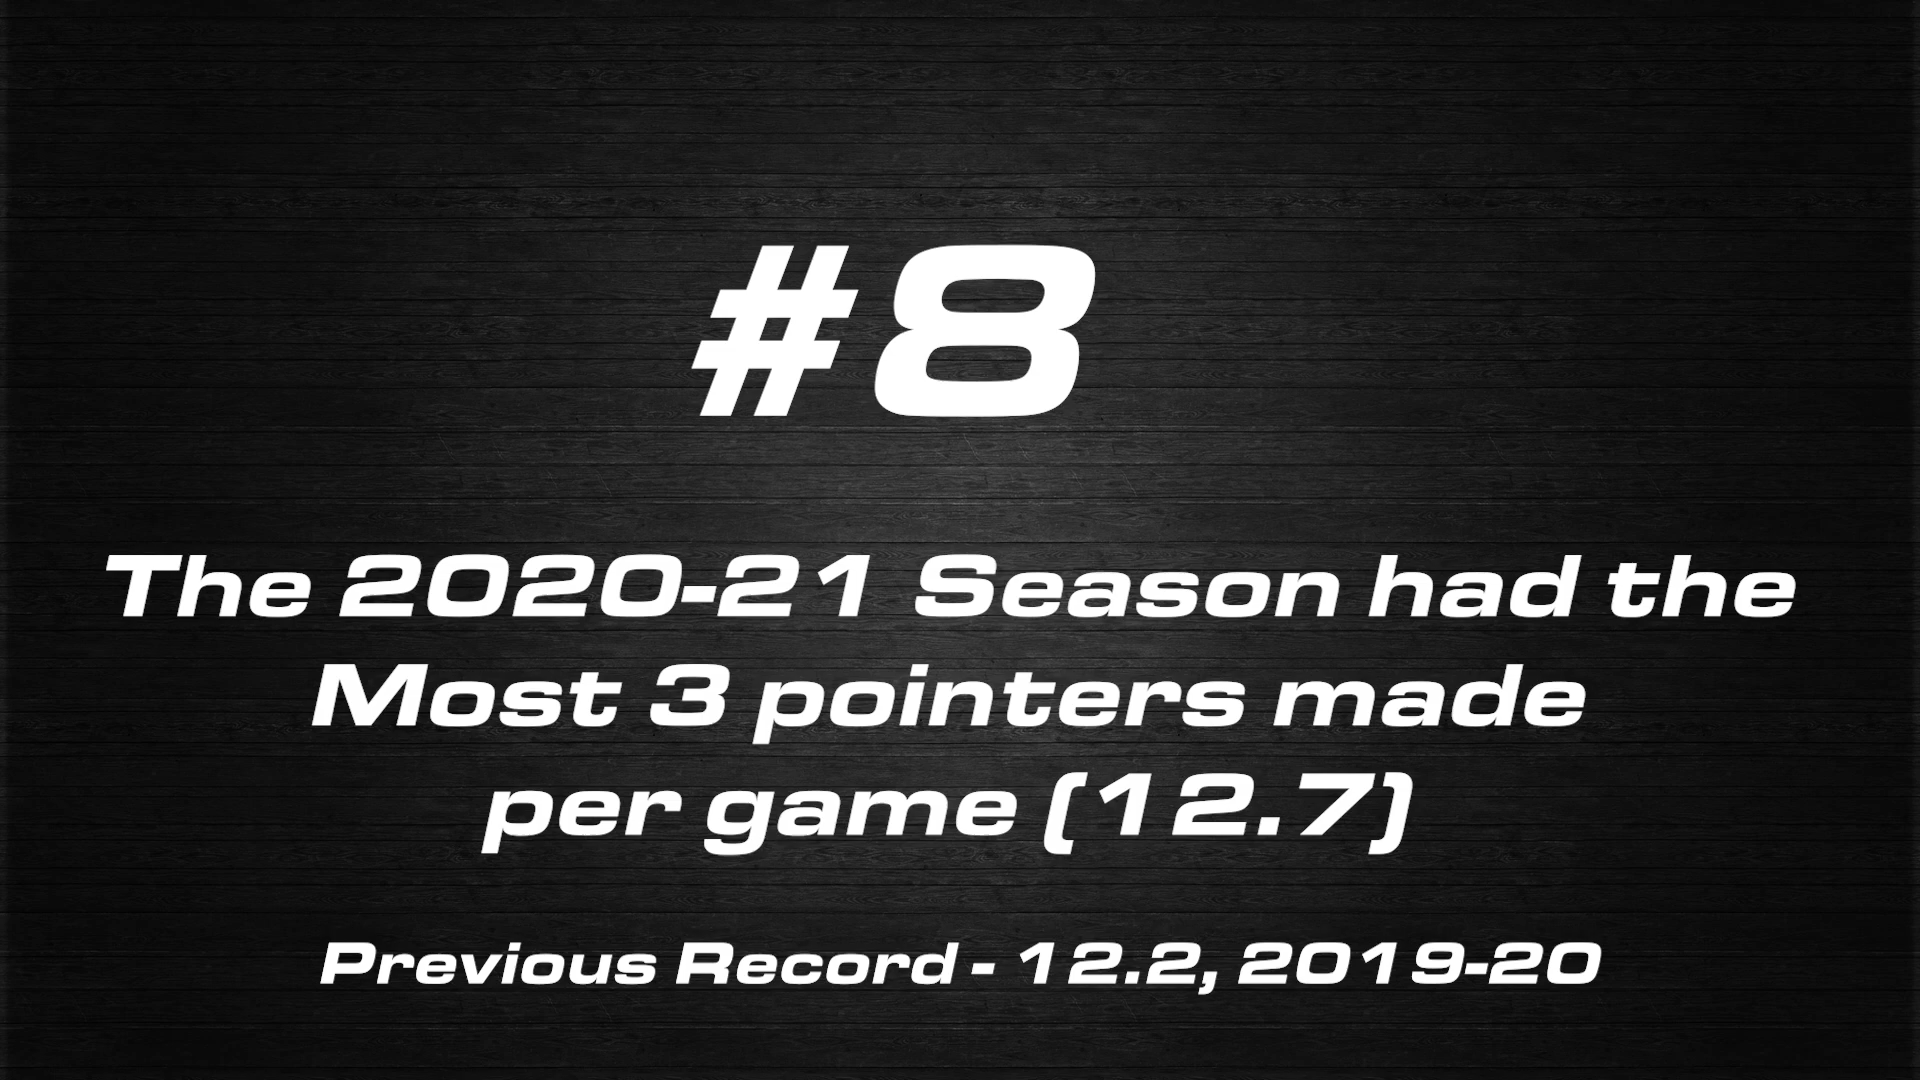 #8
The 2020-21 Season had the
Most 3 pointers made
per game (12.7)
Previous Record - 12.2, 2019-20